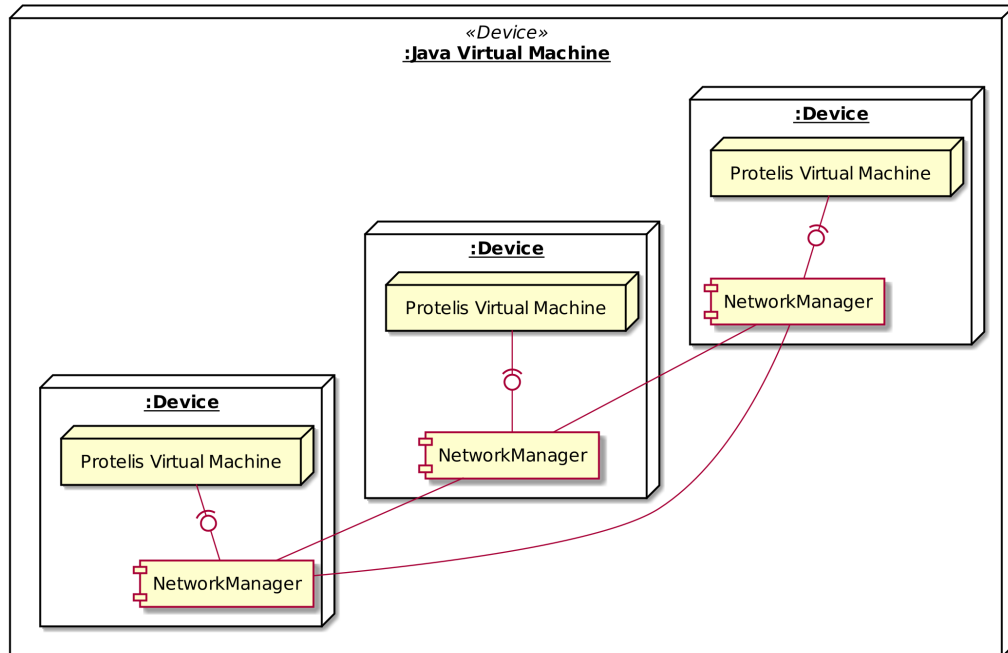 «Device»
:Java Virtual Machine
:Device
Protelis Virtual Machine
NetworkManager
:Device
Protelis Virtual Machine
NetworkManager
:Device
Protelis Virtual Machine
NetworkManager